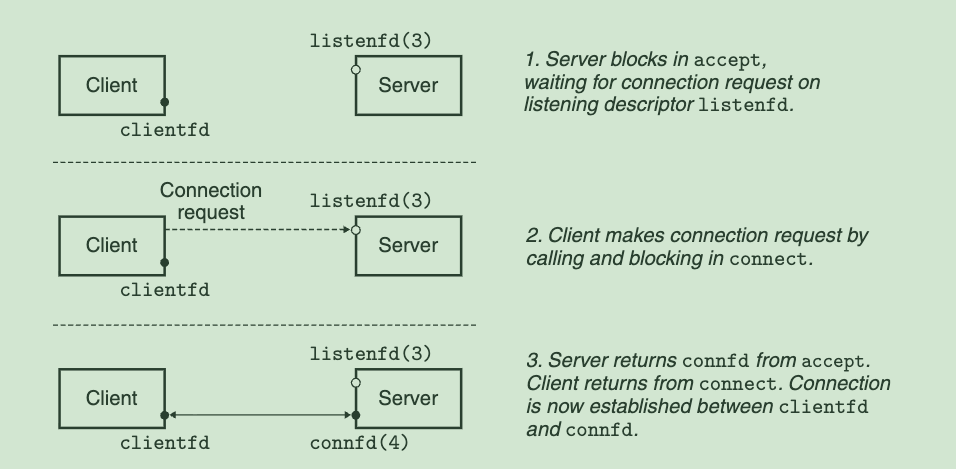 listenfd(3)
Client
Server
clientfd
1. Server blocks in accept,
waiting for connection request on
listening descriptor listenfd.
Connection
request
listenfd(3)
Client
Server
clientfd
2. Client makes connection request by
calling and blocking in connect.
listenfd(3)
Client
Server
clientfd
connfd(4)
3. Server returns connfd from accept.
Client returns from connect. Connection
is now established between clientfd
and connfd.